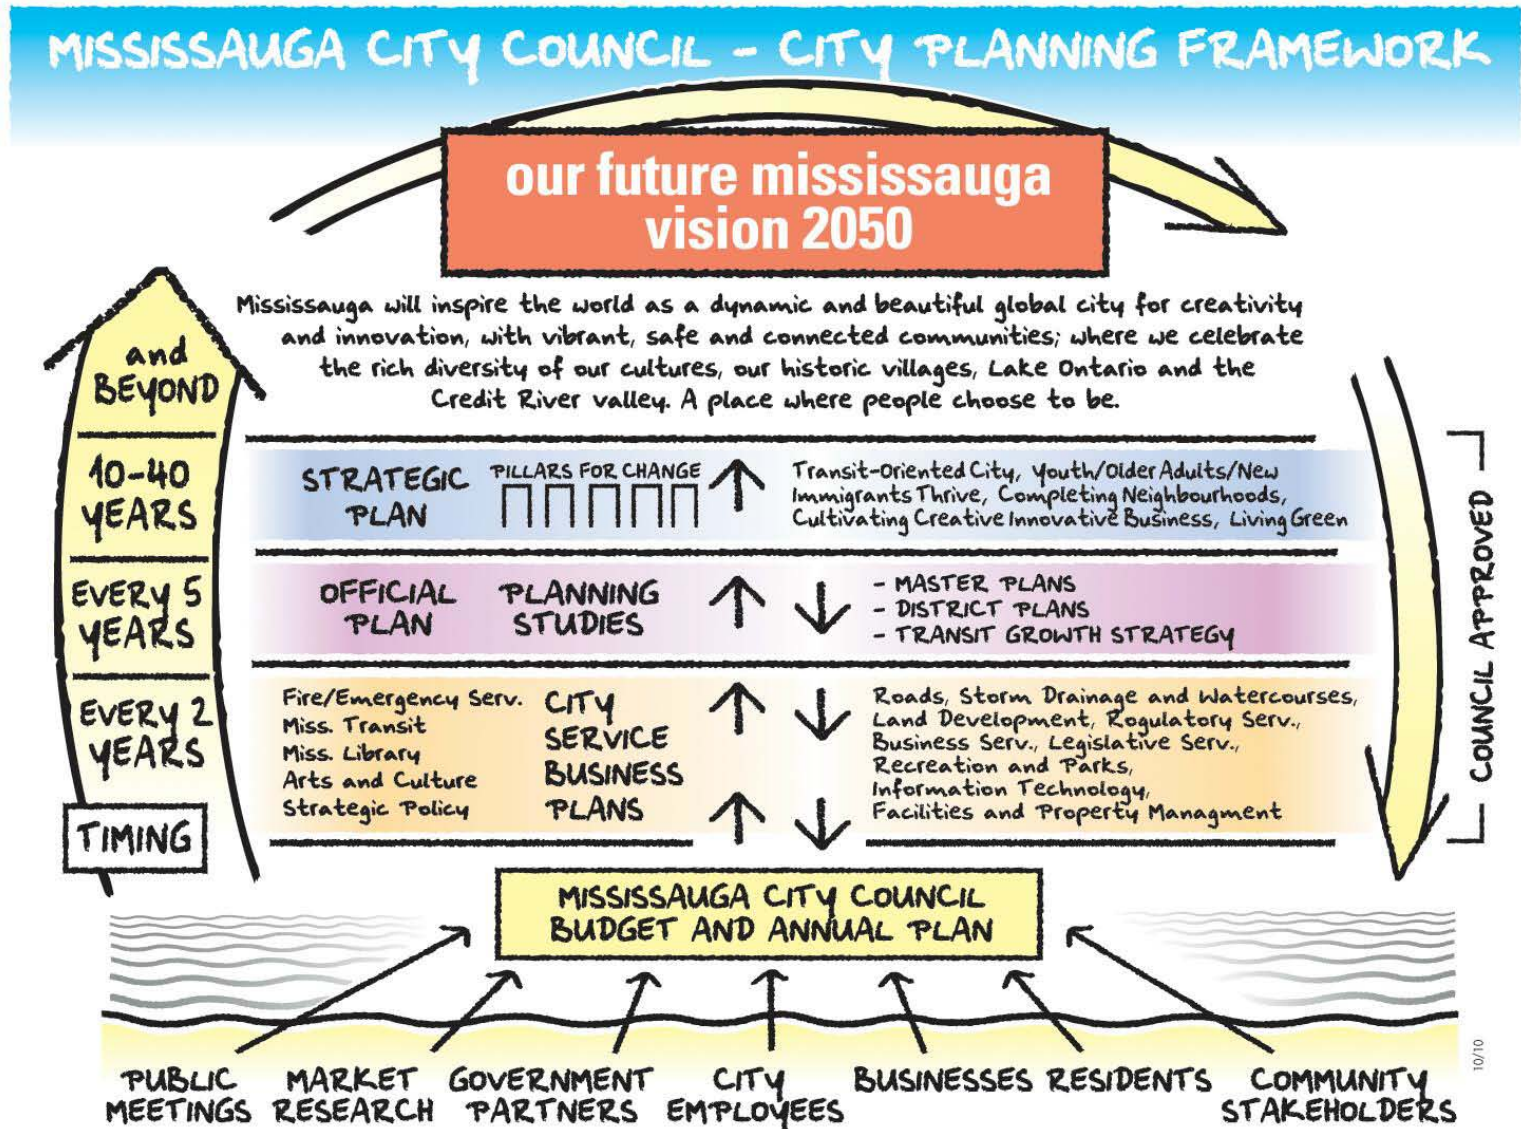 MISSISSAUGA CITY COUNCIL - CITY PLANNING FRAMEWORK
our future mississauga
vision 2050
Mississauga will inspire the world as a dynamic and beautiful global city for creativity
and innovation, with vibrant, safe and connected communities; where we celebrate
the rich diversity of our cultures, our historic villages, Lake Ontario and the
Credit River valley. A place where people choose to be.
and
BEYOND
10-40
YEARS
EVERY 5
YEARS
EVERY 2
YEARS
TIMING
STRATEGIC
PLAN
PILLARS FOR CHANGE
Transit-Oriented City, Youth/Older Adults/New
Immigrants Thrive, Completing Neighbourhoods,
Cultivating Creative Innovative Business, Living Green
OFFICIAL
PLAN
PLANNING
STUDIES
- MASTER PLANS
- DISTRICT PLANS
- TRANSIT GROWTH STRATEGY
Fire/Emergency Serv.
Miss. Transit
Miss. Library
Arts and Culture
Strategic Policy
CITY
SERVICE
BUSINESS
PLANS
Roads, Storm Drainage and Watercourses,
Land Development, Rogulatory Serv.,
Business Serv., Legislative Serv.,
Recreation and Parks,
Information Technology,
Facilities and Property Managment
COUNCIL APPROVED
MISSISSAUGA CITY COUNCIL
BUDGET AND ANNUAL PLAN
PUBLIC
MEETINGS
MARKET
RESEARCH
GOVERNMENT
PARTNERS
CITY
EMPLOYEES
BUSINESSES
RESIDENTS
COMMUNITY
STAKEHOLDERS
10/10